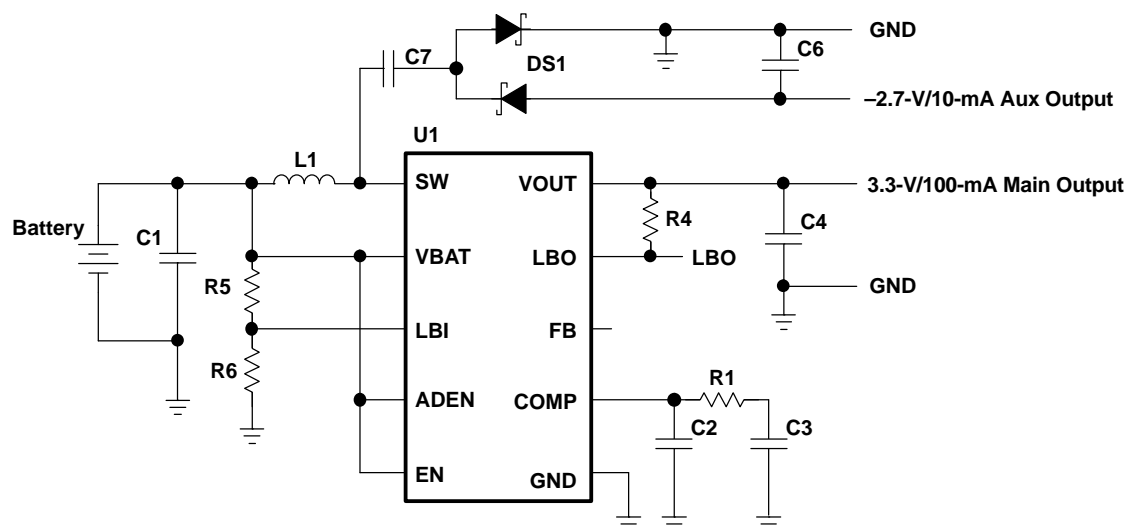 GND
C7
C6
DS1
–2.7-V/10-mA Aux Output
U1
L1
SW
VOUT
3.3-V/100-mA Main Output
R4
C4
Battery
C1
VBAT
LBO
LBO
R5
GND
LBI
FB
R6
R1
ADEN
COMP
C2
C3
EN
GND